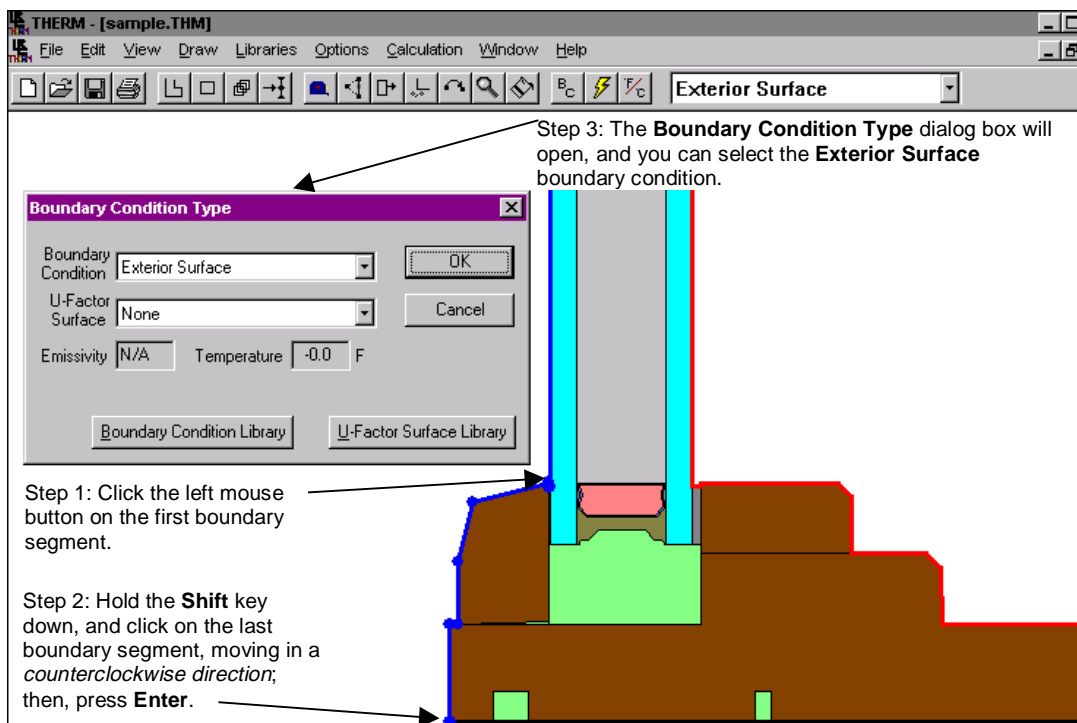 THERM - [sample.THM]
File Edit View Draw Libraries Options Calculation Window Help
BC F/C Exterior Surface
Step 3: The Boundary Condition Type dialog box will
open, and you can select the Exterior Surface
boundary condition.
Boundary Condition Type
Boundary
Condition
Exterior Surface
OK
U-Factor
Surface
None
Cancel
Emissivity N/A Temperature -0.0 F
Boundary Condition Library U-Factor Surface Library
Step 1: Click the left mouse
button on the first boundary
segment.
Step 2: Hold the Shift key
down, and click on the last
boundary segment, moving in a
counterclockwise direction;
then, press Enter.